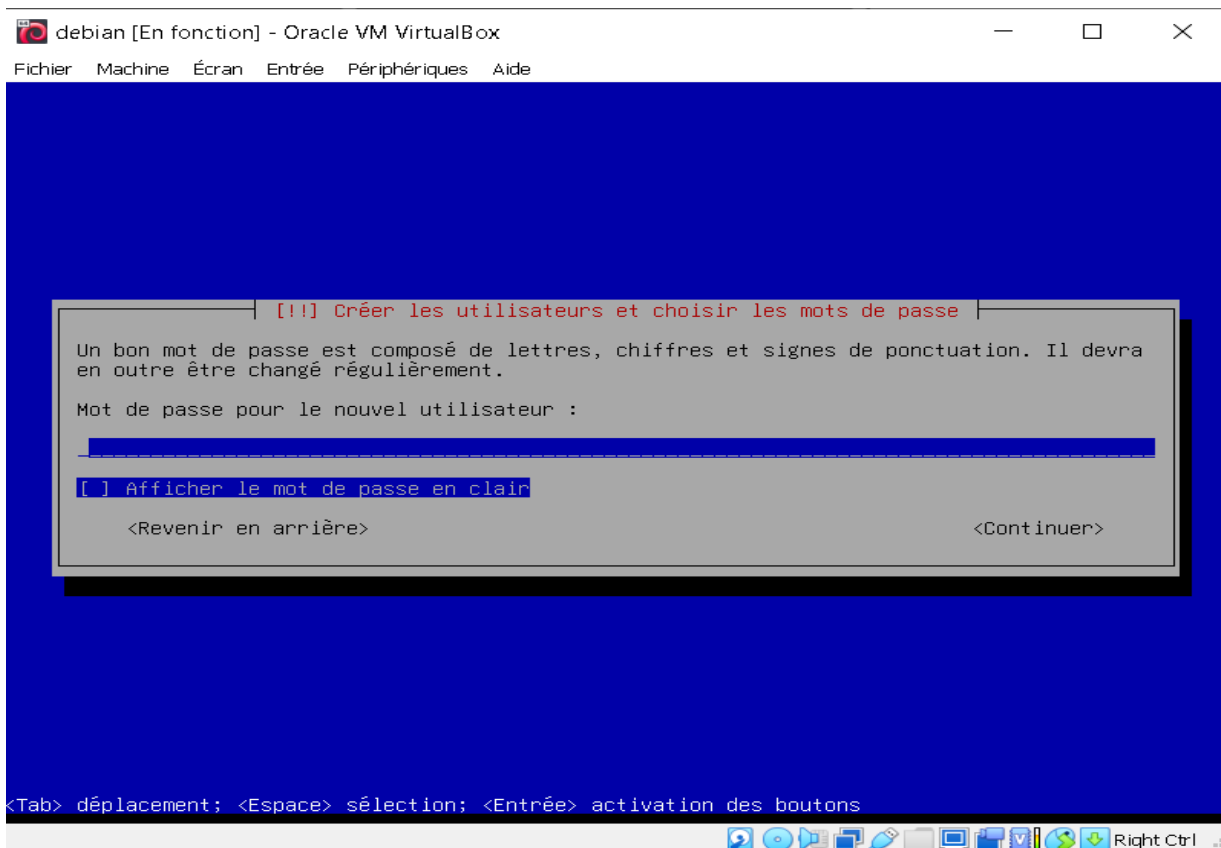 debian [En fonction] - Oracle VM VirtualBox
Fichier Machine Écran Entrée Périphériques Aide
[!!] Créer les utilisateurs et choisir les mots de passe
Un bon mot de passe est composé de lettres, chiffres et signes de ponctuation. Il devra
en outre être changé régulièrement.
Mot de passe pour le nouvel utilisateur :
[ ] Afficher le mot de passe en clair
<Revenir en arrière> <Continuer>
<Tab> déplacement; <Espace> sélection; <Entrée> activation des boutons
Right Ctrl